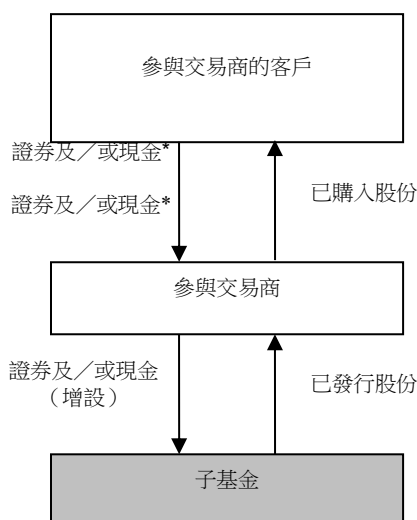 參與交易商的客戶
證券及／或現金*
證券及／或現金*
已購入股份
參與交易商
證券及／或現金
（增設）
已發行股份
子基金